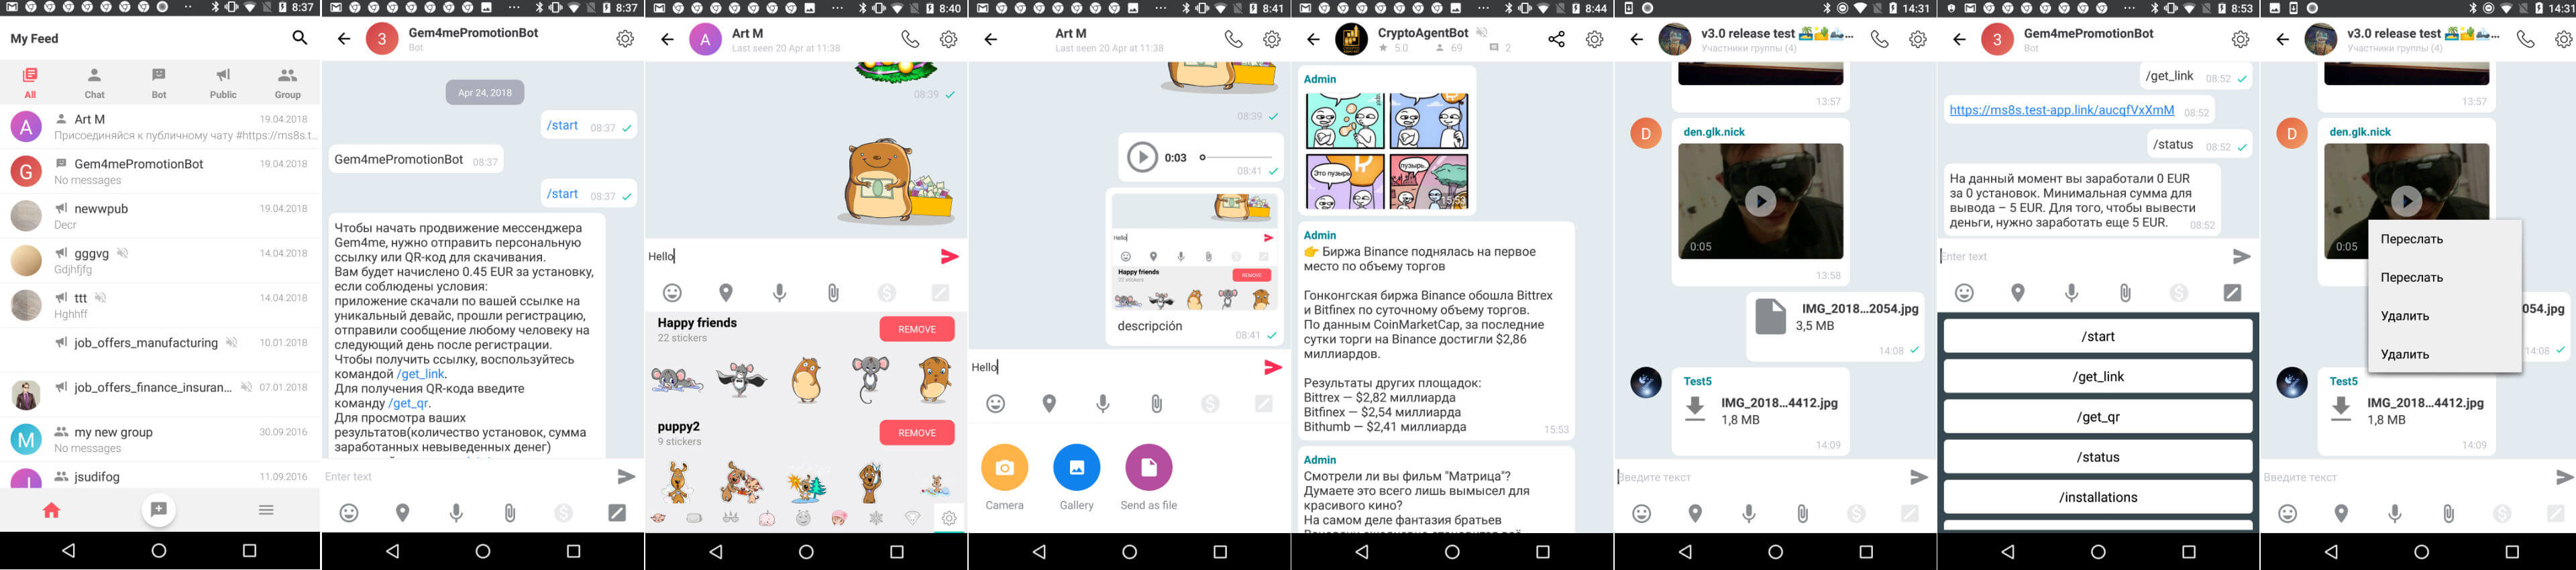 8:37
My Feed
All
Chat
Bot
Public
Group
Art M
19.04.2018
Присоединяйся к публичному чату #https://ms8s.t...
Gem4mePromotionBot
19.04.2018
No messages
newwpub
19.04.2018
Decr
gggvg
14.04.2018
Gdjhfjfg
ttt
14.04.2018
Hghhff
job_offers_manufacturing
10.01.2018
job_offers_finance_insuran...
07.01.2018
my new group
30.09.2016
No messages
jsudifog
11.09.2016
8:37
3
Gem4mePromotionBot
Bot
Apr 24, 2018
/start 08:37
Gem4mePromotionBot 08:37
/start 08:37
Чтобы начать продвижение мессенджера
Gem4me, нужно отправить персональную
ссылку или QR-код для скачивания.
Вам будет начислено 0.45 EUR за установку,
если соблюдены условия:
приложение скачали по вашей ссылке на
уникальный девайс, прошли регистрацию,
отправили сообщение любому человеку на
следующий день после регистрации.
Чтобы получить ссылку, воспользуйтесь
командой /get_link.
Для получения QR-кода введите
команду /get_qr.
Для просмотра ваших
результатов(количество установок, сумма
заработанных невыведенных денег)
Enter text
8:40
A
Art M
Last seen 20 Apr at 11:38
08:39
Hello
Happy friends
22 stickers
REMOVE
puppy2
9 stickers
REMOVE
8:41
Art M
Last seen 20 Apr at 11:38
08:39
0:03
08:41
Hello
Happy friends
22 stickers
REMOVE
descripción
08:41
Hello
Camera
Gallery
Send as file
8:44
CryptoAgentBot
5.0
69
2
Admin
Это пузырь
пузырь.
15:53
Admin
👉 Биржа Binance поднялась на первое
место по объему торгов
Гонконгская биржа Binance обошла Bittrex
и Bitfinex по суточному объему торгов.
По данным CoinMarketCap, за последние
сутки торги на Binance достигли $2,86
миллиардов.
Результаты других площадок:
Bittrex — $2,82 миллиарда
Bitfinex — $2,54 миллиарда
Bithumb — $2,41 миллиарда
15:53
Admin
Смотрели ли вы фильм "Матрица"?
Думаете это всего лишь вымысел для
красивого кино?
На самом деле фантазия братьев
14:31
v3.0 release test
Участники группы (4)
13:57
D
den.glk.nick
0:05
13:58
IMG_2018...2054.jpg
3,5 MB
14:08
Test5
IMG_2018...4412.jpg
1,8 MB
14:09
Введите текст
8:53
3
Gem4mePromotionBot
Bot
/get_link 08:52
https://ms8s.test-app.link/aucqfVxXmM 08:52
/status 08:52
На данный момент вы заработали 0 EUR
за 0 установок. Минимальная сумма для
вывода – 5 EUR. Для того, чтобы вывести
деньги, нужно заработать еще 5 EUR. 08:52
Enter text
/start
/get_link
/get_qr
/status
/installations
14:31
v3.0 release test
Участники группы (4)
13:57
D
den.glk.nick
0:05
Переслать
Переслать
Удалить
Удалить
054.jpg
14:08
Test5
IMG_2018...4412.jpg
1,8 MB
14:09
Введите текст